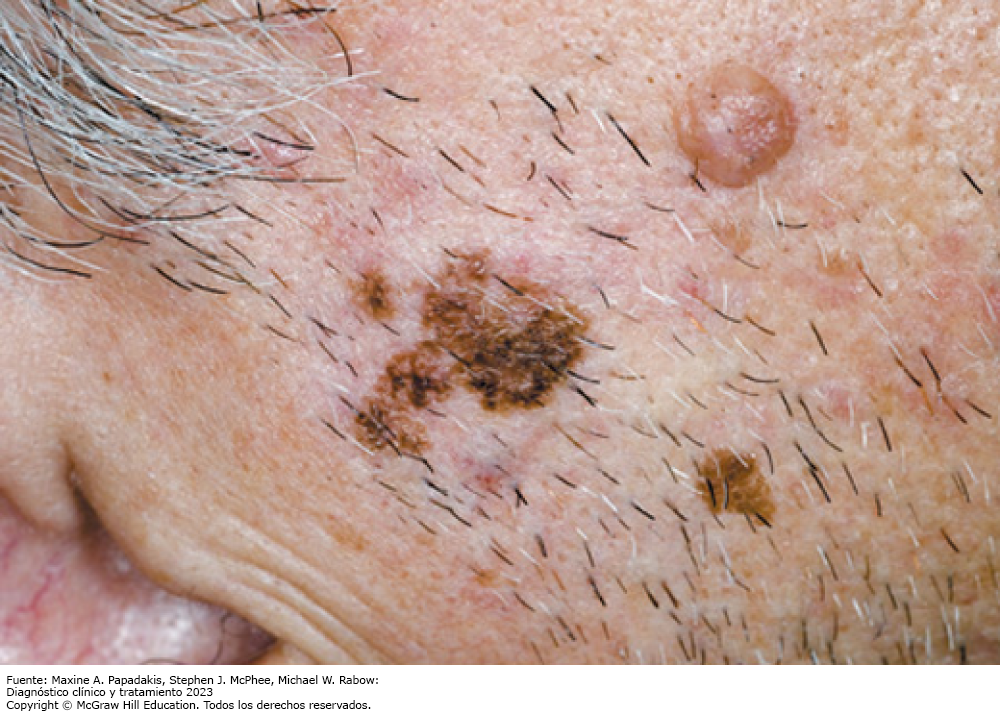 Fuente: Maxine A. Papadakis, Stephen J. McPhee, Michael W. Rabow:
Diagnóstico clínico y tratamiento 2023
Copyright © McGraw Hill Education. Todos los derechos reservados.